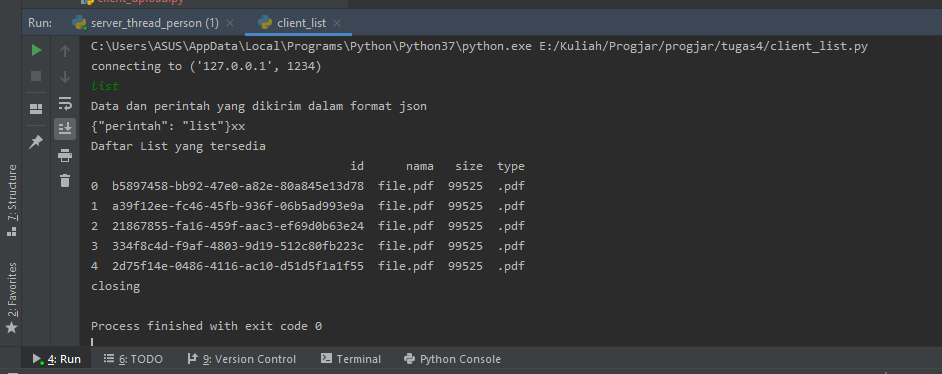 client_upload.py
Run: server_thread_person (1) × client_list ×
C:\Users\ASUS\AppData\Local\Programs\Python\Python37\python.exe E:/Kuliah/Progjar/progjar/tugas4/client_list.py
connecting to ('127.0.0.1', 1234)
list
Data dan perintah yang dikirim dalam format json
{"perintah": "list"}xx
Daftar List yang tersedia
id nama size type
0 b5897458-bb92-47e0-a82e-80a845e13d78 file.pdf 99525 .pdf
1 a39f12ee-fc46-45fb-936f-06b5ad993e9a file.pdf 99525 .pdf
2 21867855-fa16-459f-aac3-ef69d0b63e24 file.pdf 99525 .pdf
3 334f8c4d-f9af-4803-9d19-512c80fb223c file.pdf 99525 .pdf
4 2d75f14e-0486-4116-ac10-d51d5f1a1f55 file.pdf 99525 .pdf
closing
Process finished with exit code 0
7: Structure
2: Favorites
4: Run 6: TODO 9: Version Control Terminal Python Console